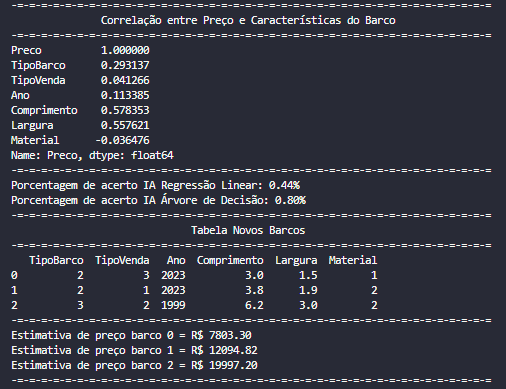 -=-=-=-=-=-=-=-=-=-=-=-=-=-=-=-=-=-=-=-=-=-=-=-=-=-=-=-=-=-=-=-=-=-=-=-=-=-=-=
Correlação entre Preço e Características do Barco
-=-=-=-=-=-=-=-=-=-=-=-=-=-=-=-=-=-=-=-=-=-=-=-=-=-=-=-=-=-=-=-=-=-=-=-=-=-=-=
Preco 1.000000
TipoBarco 0.293137
TipoVenda 0.041266
Ano 0.113385
Comprimento 0.578353
Largura 0.557621
Material -0.036476
Name: Preco, dtype: float64
-=-=-=-=-=-=-=-=-=-=-=-=-=-=-=-=-=-=-=-=-=-=-=-=-=-=-=-=-=-=-=-=-=-=-=-=-=-=-=
Porcentagem de acerto IA Regressão Linear: 0.44%
Porcentagem de acerto IA Árvore de Decisão: 0.80%
-=-=-=-=-=-=-=-=-=-=-=-=-=-=-=-=-=-=-=-=-=-=-=-=-=-=-=-=-=-=-=-=-=-=-=-=-=-=-=
Tabela Novos Barcos
-=-=-=-=-=-=-=-=-=-=-=-=-=-=-=-=-=-=-=-=-=-=-=-=-=-=-=-=-=-=-=-=-=-=-=-=-=-=-=
TipoBarco TipoVenda Ano Comprimento Largura Material
0 2 3 2023 3.0 1.5 1
1 2 1 2023 3.8 1.9 2
2 3 2 1999 6.2 3.0 2
-=-=-=-=-=-=-=-=-=-=-=-=-=-=-=-=-=-=-=-=-=-=-=-=-=-=-=-=-=-=-=-=-=-=-=-=-=-=-=
Estimativa de preço barco 0 = R$ 7803.30
Estimativa de preço barco 1 = R$ 12094.82
Estimativa de preço barco 2 = R$ 19997.20
-=-=-=-=-=-=-=-=-=-=-=-=-=-=-=-=-=-=-=-=-=-=-=-=-=-=-=-=-=-=-=-=-=-=-=-=-=-=-=